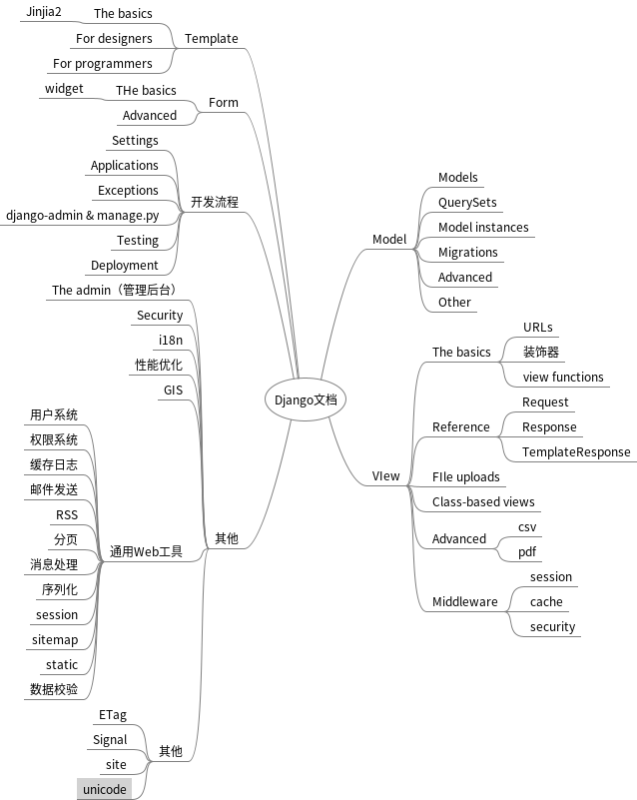 Django文档
Template
The basics
Jinjia2
For designers
For programmers
Form
THe basics
widget
Advanced
开发流程
Settings
Applications
Exceptions
django-admin & manage.py
Testing
Deployment
其他
The admin（管理后台）
Security
i18n
性能优化
GIS
通用Web工具
用户系统
权限系统
缓存日志
邮件发送
RSS
分页
消息处理
序列化
session
sitemap
static
数据校验
其他
ETag
Signal
site
unicode
Model
Models
QuerySets
Model instances
Migrations
Advanced
Other
VIew
The basics
URLs
装饰器
view functions
Reference
Request
Response
TemplateResponse
FIle uploads
Class-based views
Advanced
csv
pdf
Middleware
session
cache
security